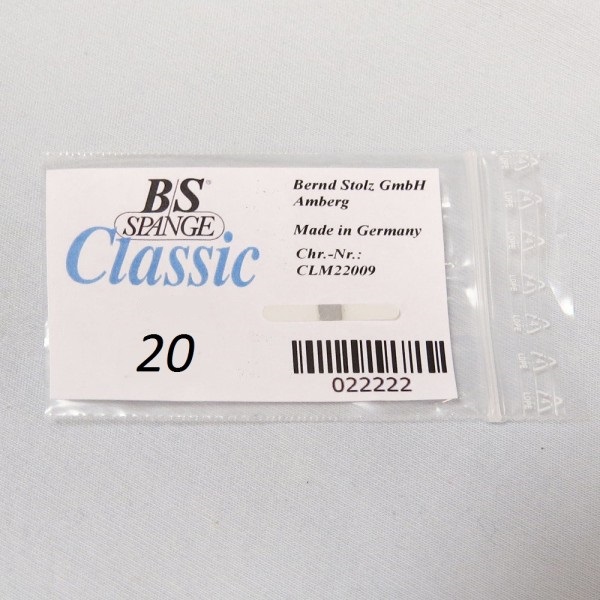 B/S®
SPANGE
Classic
20
Bernd Stolz GmbH
Amberg
Made in Germany
Chr.-Nr.:
CLM22009
022222